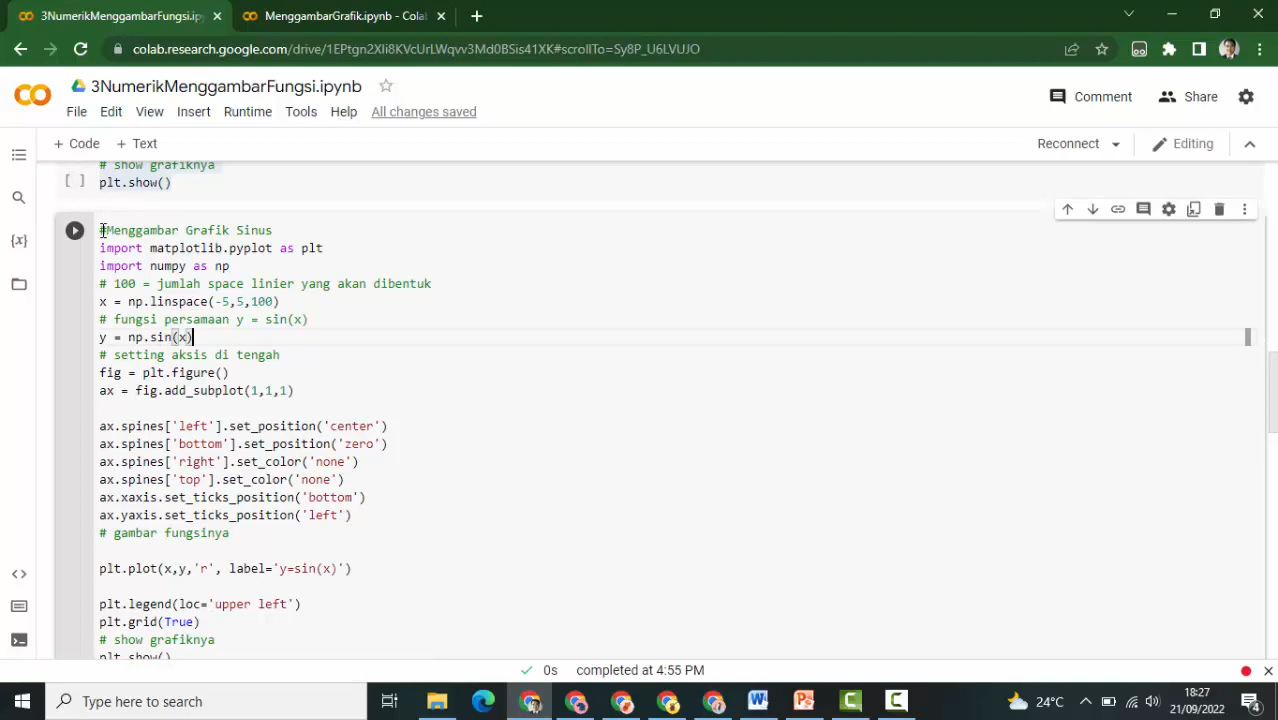 3NumerikMenggambarFungsi.ipynb
MenggambarGrafik.ipynb - Colab
colab.research.google.com/drive/1EPtgn2Xli8KVcUrLWqvv3Md0BSis41XK#scrollTo=Sy8P_U6LVUJO
3NumerikMenggambarFungsi.ipynb
File Edit View Insert Runtime Tools Help All changes saved
Comment Share
+ Code + Text
Reconnect Editing
# show grafiknya
[ ] plt.show()
#Menggambar Grafik Sinus
import matplotlib.pyplot as plt
import numpy as np
# 100 = jumlah space linier yang akan dibentuk
x = np.linspace(-5,5,100)
# fungsi persamaan y = sin(x)
y = np.sin(x)
# setting aksis di tengah
fig = plt.figure()
ax = fig.add_subplot(1,1,1)
ax.spines['left'].set_position('center')
ax.spines['bottom'].set_position('zero')
ax.spines['right'].set_color('none')
ax.spines['top'].set_color('none')
ax.xaxis.set_ticks_position('bottom')
ax.yaxis.set_ticks_position('left')
# gambar fungsinya
plt.plot(x,y,'r', label='y=sin(x)')
plt.legend(loc='upper left')
plt.grid(True)
# show grafiknya
plt.show()
{x}
0s completed at 4:55 PM
Type here to search
24°C
18:27
21/09/2022
4